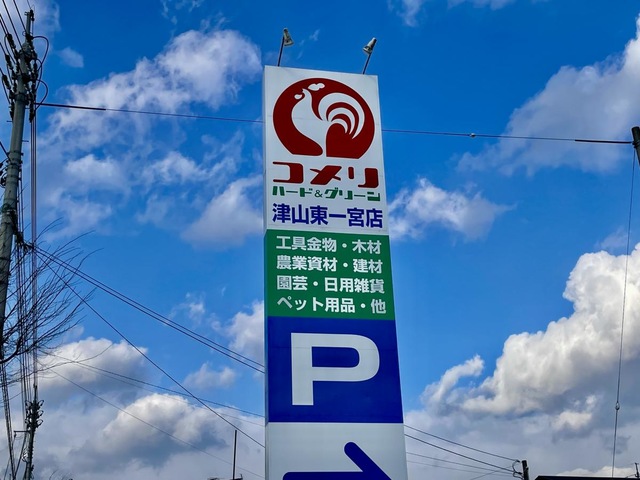 コメリ
ハード&グリーン
津山東一宮店
工具金物・木材
農業資材・建材
園芸・日用雑貨
ペット用品・他
P